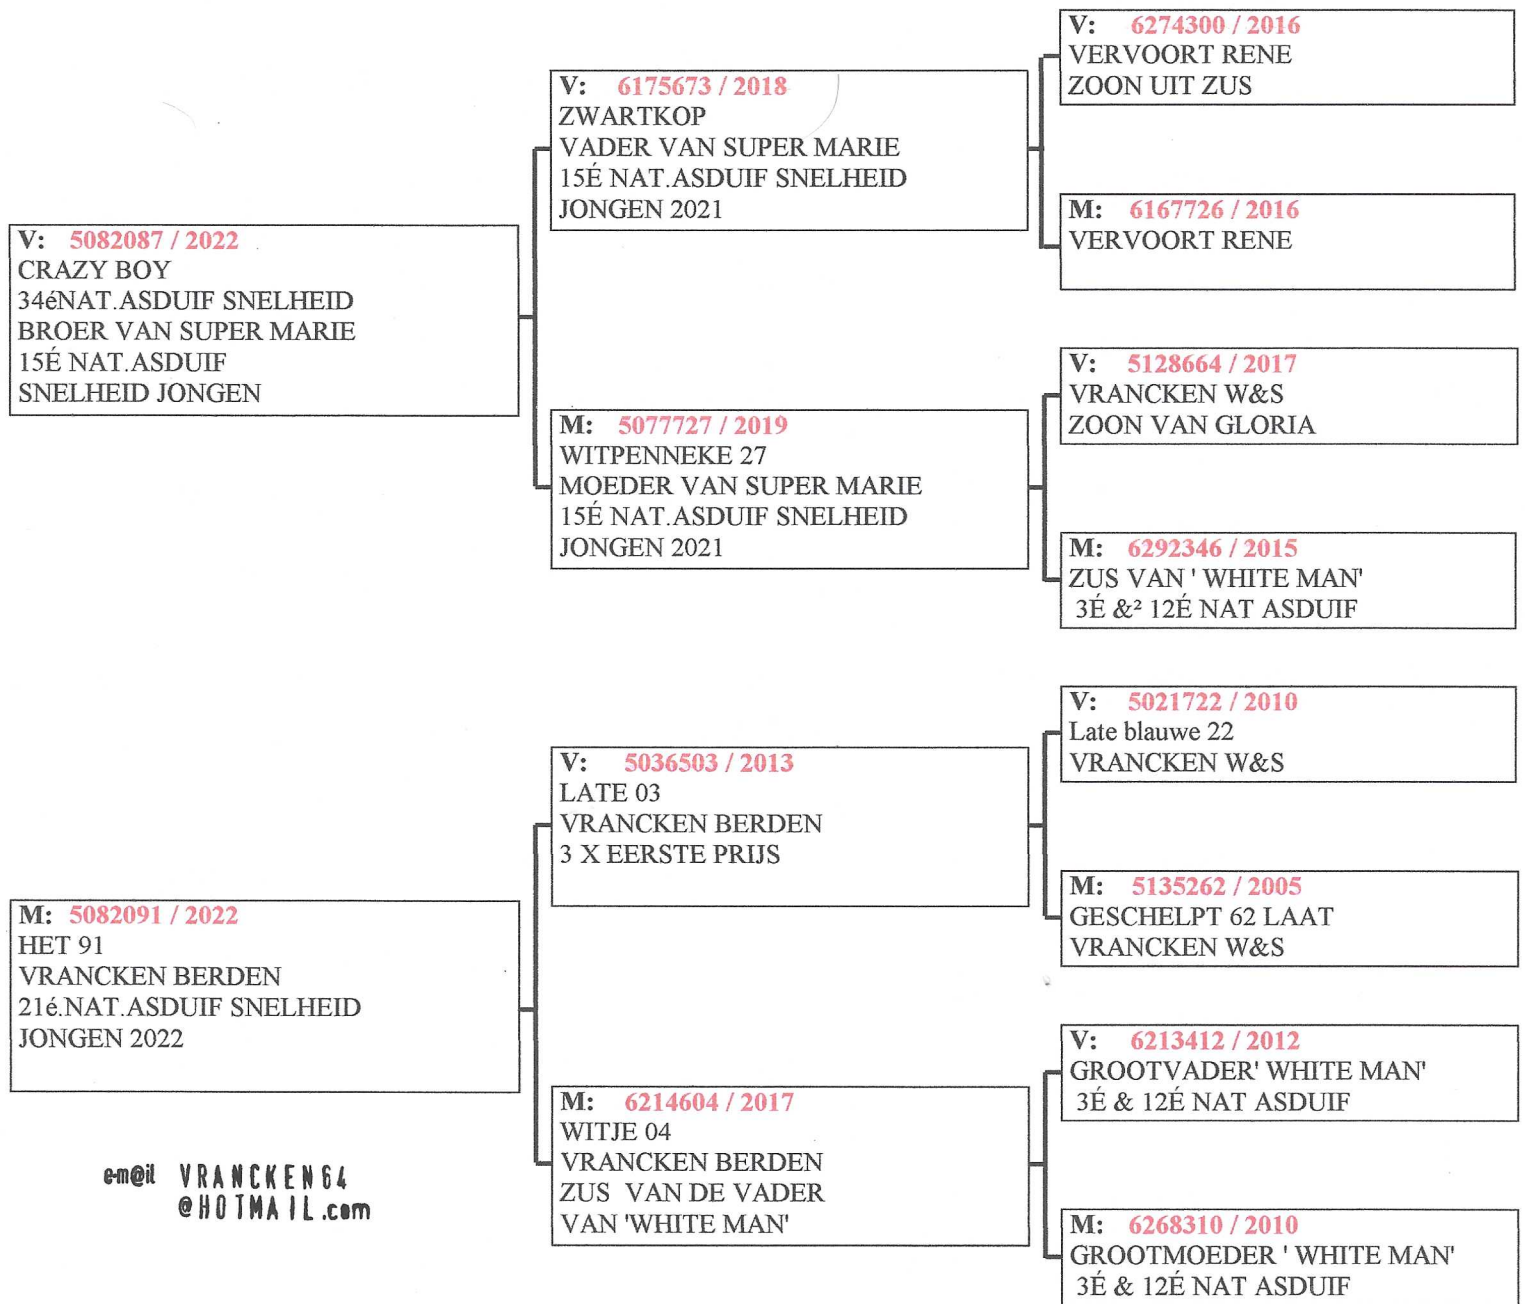 V: 5082087 / 2022
CRAZY BOY
34éNAT.ASDUIF SNELHEID
BROER VAN SUPER MARIE
15É NAT.ASDUIF
SNELHEID JONGEN
V: 6175673 / 2018
ZWARTKOP
VADER VAN SUPER MARIE
15É NAT.ASDUIF SNELHEID
JONGEN 2021
V: 6274300 / 2016
VERVOORT RENE
ZOON UIT ZUS
M: 6167726 / 2016
VERVOORT RENE
M: 5077727 / 2019
WITPENNEKE 27
MOEDER VAN SUPER MARIE
15É NAT.ASDUIF SNELHEID
JONGEN 2021
V: 5128664 / 2017
VRANCKEN W&S
ZOON VAN GLORIA
M: 6292346 / 2015
ZUS VAN ' WHITE MAN'
3É &² 12É NAT ASDUIF
M: 5082091 / 2022
HET 91
VRANCKEN BERDEN
21é.NAT.ASDUIF SNELHEID
JONGEN 2022
V: 5036503 / 2013
LATE 03
VRANCKEN BERDEN
3 X EERSTE PRIJS
V: 5021722 / 2010
Late blauwe 22
VRANCKEN W&S
M: 5135262 / 2005
GESCHELPT 62 LAAT
VRANCKEN W&S
M: 6214604 / 2017
WITJE 04
VRANCKEN BERDEN
ZUS VAN DE VADER
VAN 'WHITE MAN'
V: 6213412 / 2012
GROOTVADER' WHITE MAN'
3É & 12É NAT ASDUIF
M: 6268310 / 2010
GROOTMOEDER ' WHITE MAN'
3É & 12É NAT ASDUIF
em@il VRANCKEN64
@HOTMAIL.com